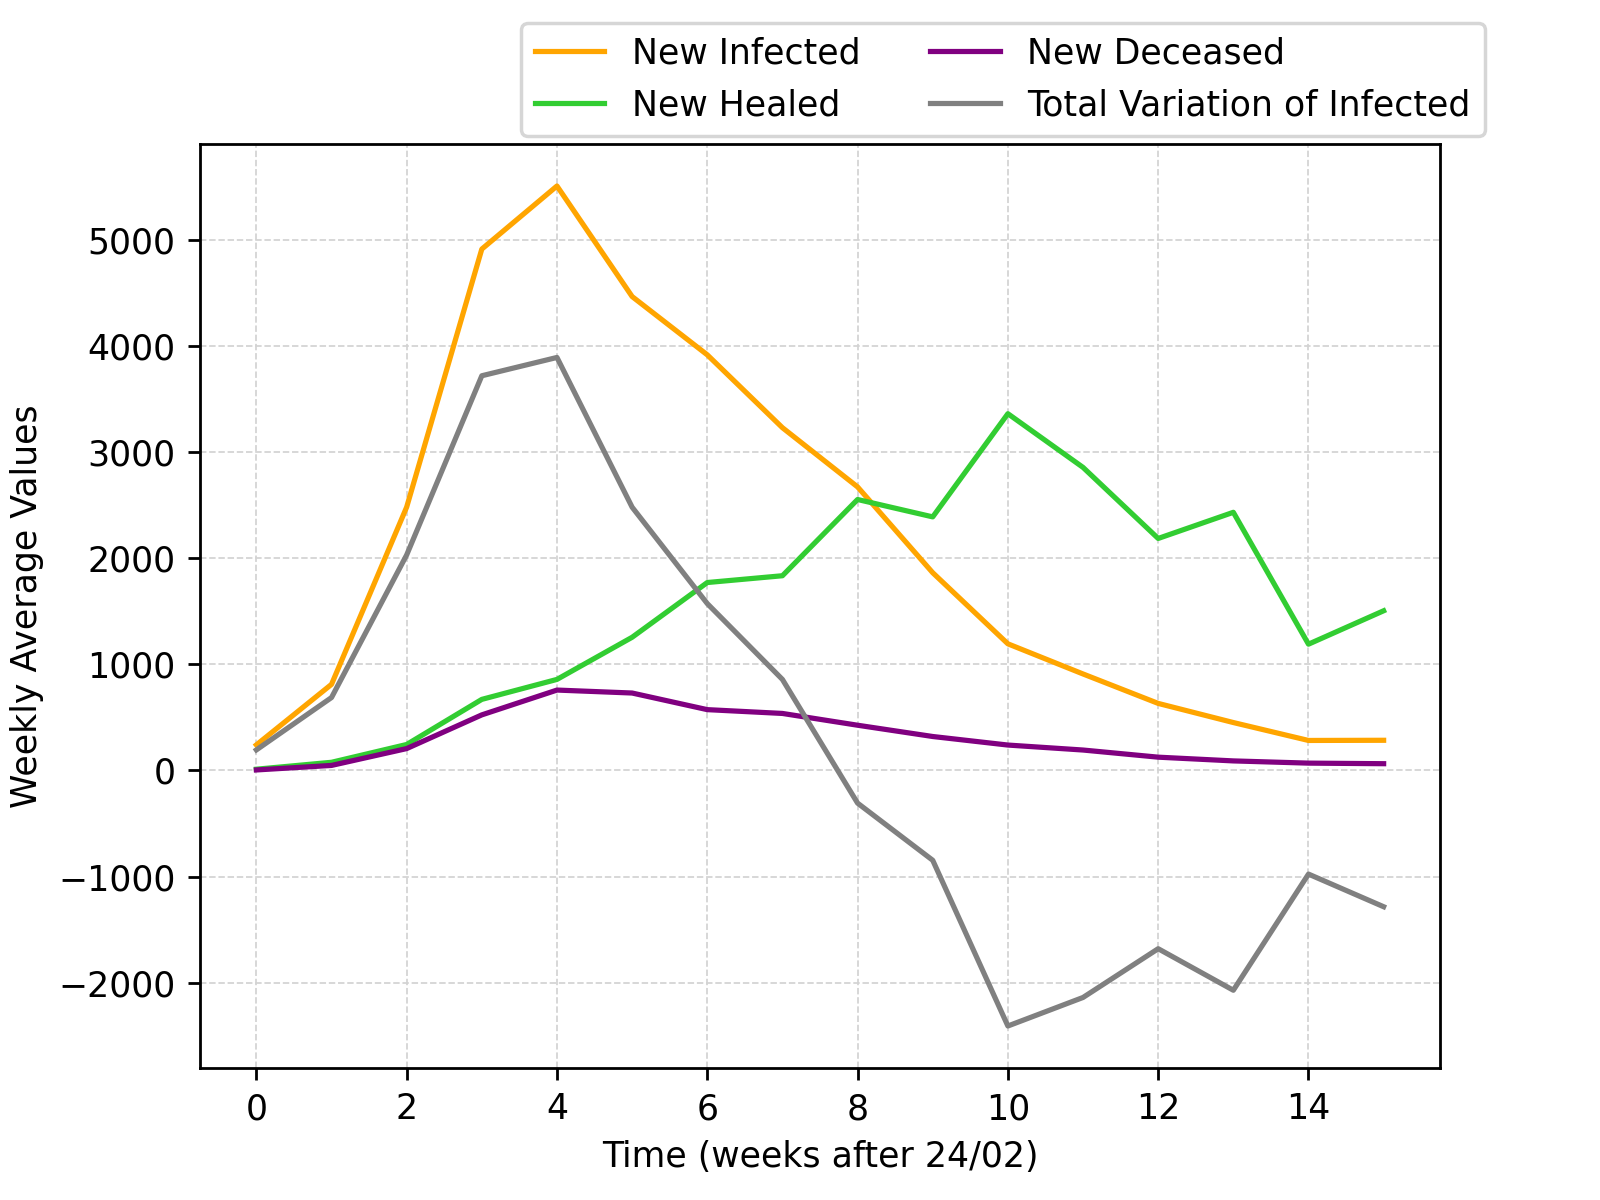 New Infected
New Healed
New Deceased
Total Variation of Infected
5000
4000
3000
2000
1000
0
−1000
−2000
Weekly Average Values
0 2 4 6 8 10 12 14
Time (weeks after 24/02)